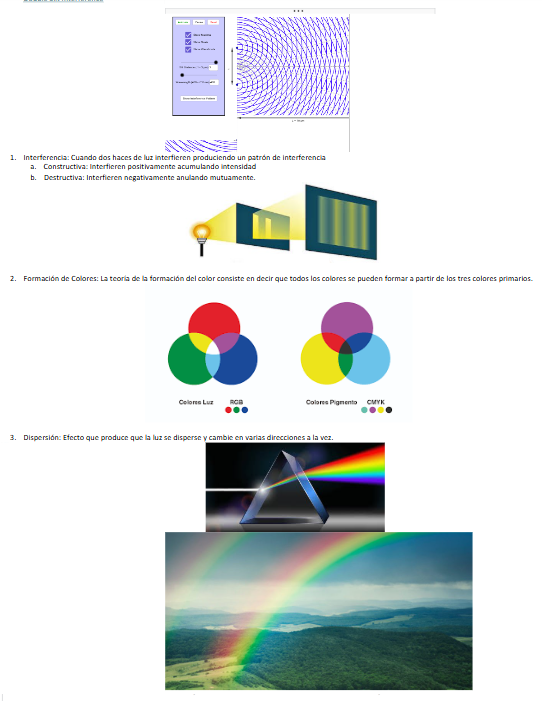 1. Interferencia: Cuando dos haces de luz interfieren produciendo un patrón de interferencia
a. Constructiva: Interfieren positivamente acumulando intensidad
b. Destructiva: Interfieren negativamente anulando mutuamente.
2. Formación de Colores: La teoría de la formación del color consiste en decir que todos los colores se pueden formar a partir de los tres colores primarios.
Colores Luz RGB
Colores Pigmento CMYK
3. Dispersión: Efecto que produce que la luz se disperse y cambie en varias direcciones a la vez.